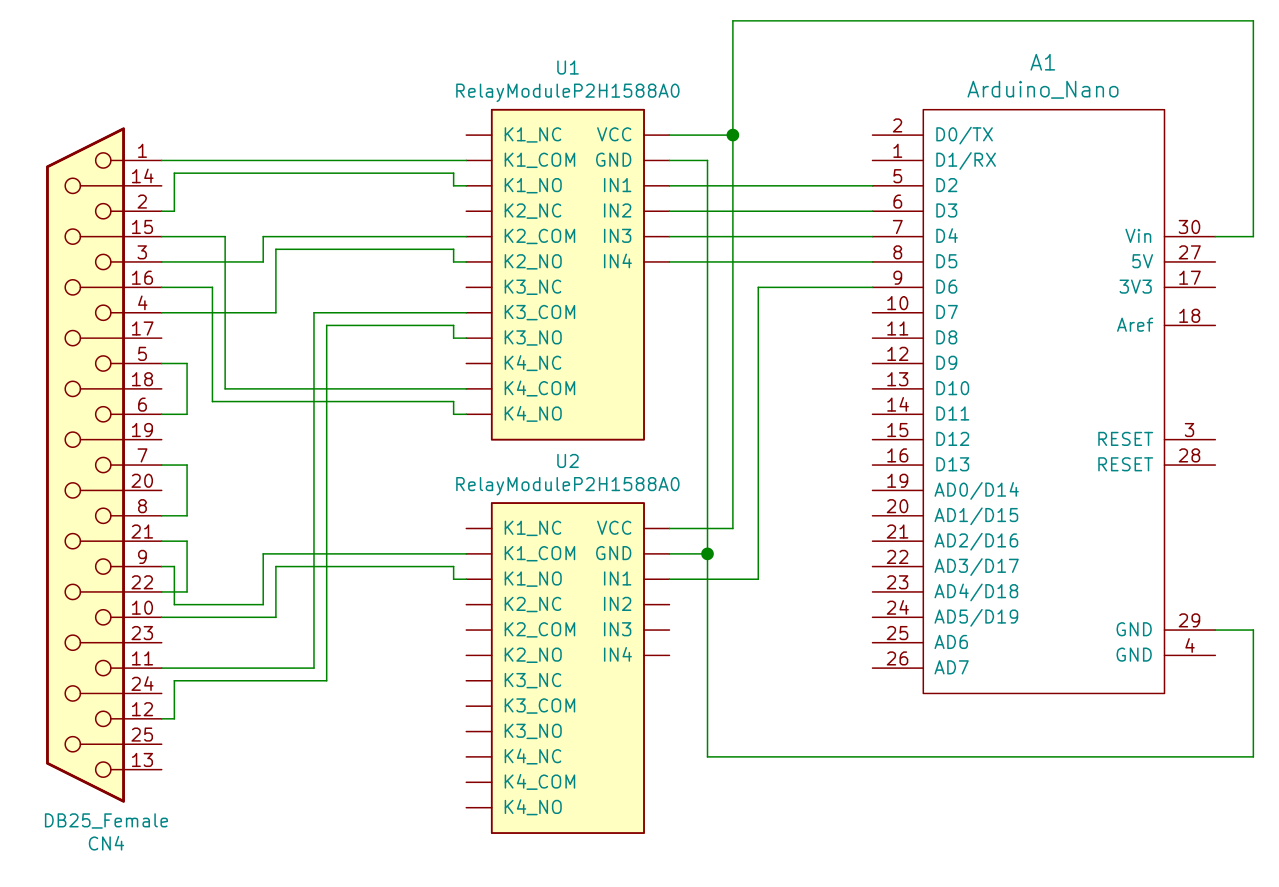 1
14
2
15
3
16
4
17
5
18
6
19
7
20
8
21
9
22
10
23
11
24
12
25
13
DB25_Female
CN4
U1
RelayModuleP2H1588A0
K1_NC VCC
K1_COM GND
K1_NO IN1
K2_NC IN2
K2_COM IN3
K2_NO IN4
K3_NC
K3_COM
K3_NO
K4_NC
K4_COM
K4_NO
U2
RelayModuleP2H1588A0
K1_NC VCC
K1_COM GND
K1_NO IN1
K2_NC IN2
K2_COM IN3
K2_NO IN4
K3_NC
K3_COM
K3_NO
K4_NC
K4_COM
K4_NO
A1
Arduino_Nano
2 D0/TX
1 D1/RX
5 D2
6 D3
7 D4
8 D5
9 D6
10 D7
11 D8
12 D9
13 D10
14 D11
15 D12
16 D13
19 AD0/D14
20 AD1/D15
21 AD2/D16
22 AD3/D17
23 AD4/D18
24 AD5/D19
25 AD6
26 AD7
Vin 30
5V 27
3V3 17
Aref 18
RESET 3
RESET 28
GND 29
GND 4